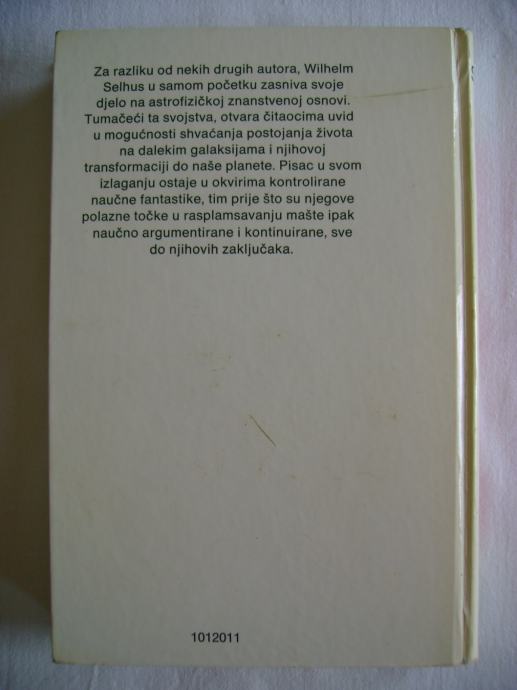 Za razliku od nekih drugih autora, Wilhelm
Selhus u samom početku zasniva svoje
djelo na astrofizičkoj znanstvenoj osnovi.
Tumačeći ta svojstva, otvara čitaocima uvid
u mogućnosti shvaćanja postojanja života
na dalekim galaksijama i njihovoj
transformaciji do naše planete. Pisac u svom
izlaganju ostaje u okvirima kontrolirane
naučne fantastike, tim prije što su njegove
polazne točke u rasplamsavanju mašte ipak
naučno argumentirane i kontinuirane, sve
do njihovih zaključaka.
1012011